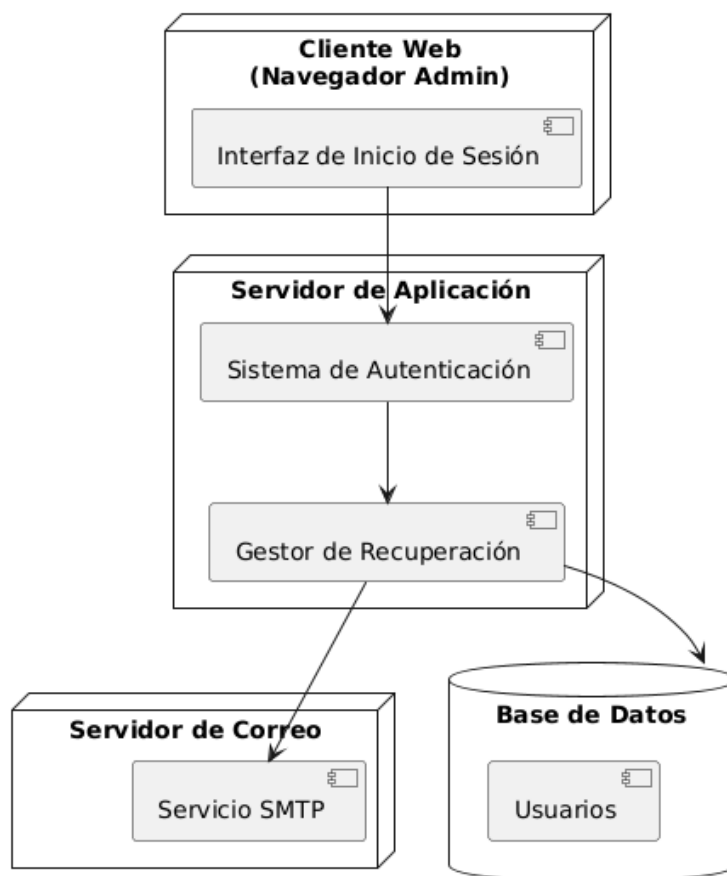 Cliente Web
(Navegador Admin)
Interfaz de Inicio de Sesión
Servidor de Aplicación
Sistema de Autenticación
Gestor de Recuperación
Servidor de Correo
Servicio SMTP
Base de Datos
Usuarios